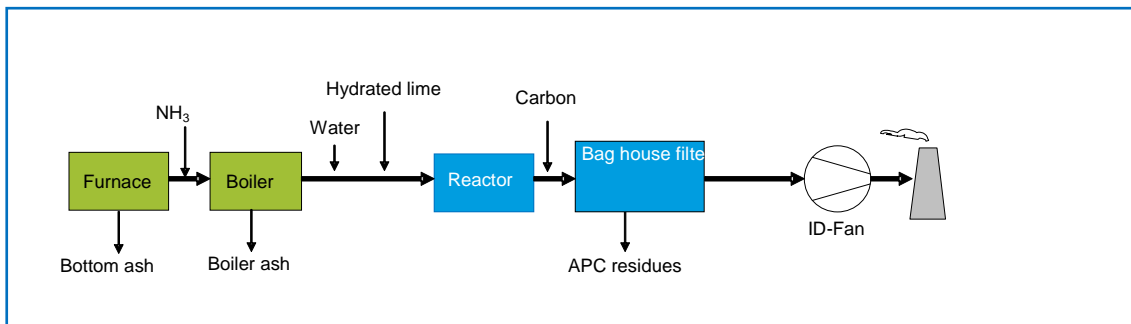 Hydrated lime
Carbon
NH₃
Water
Bag house filte
Furnace
Boiler
Reactor
ID-Fan
Bottom ash
Boiler ash
APC residues